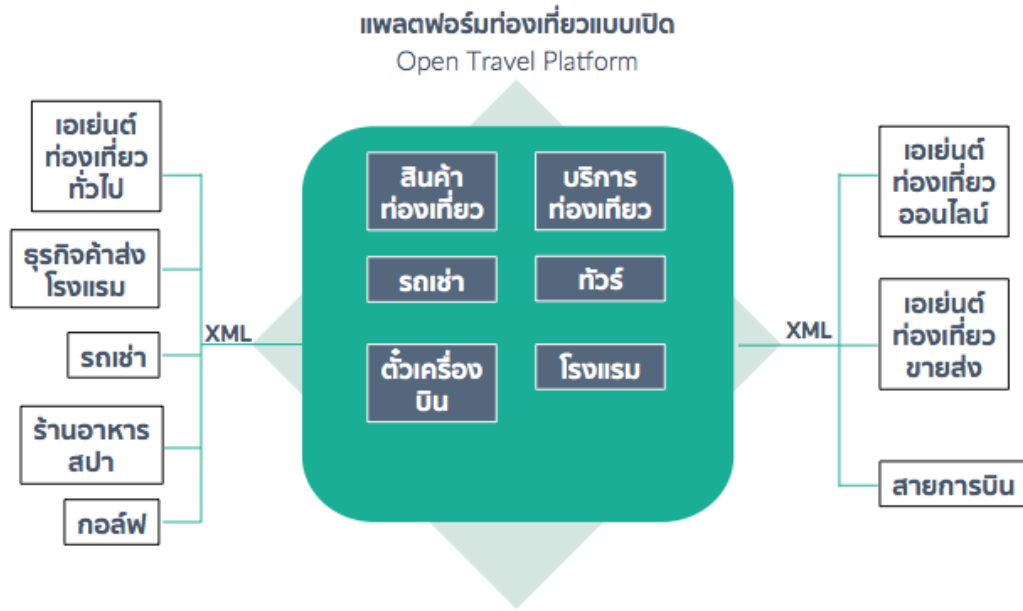 แพลตฟอร์มท่องเที่ยวแบบเปิด
Open Travel Platform
เอเย่นต์
ท่องเที่ยว
ทั่วไป
ธุรกิจค้าส่ง
โรงแรม
รถเช่า
ร้านอาหาร
สปา
กอล์ฟ
XML
สินค้า
ท่องเที่ยว
บริการ
ท่องเทียว
รถเช่า
ทัวร์
ตั๋วเครื่อง
บิน
โรงแรม
XML
เอเย่นต์
ท่องเที่ยว
ออนไลน์
เอเย่นต์
ท่องเที่ยว
ขายส่ง
สายการบิน